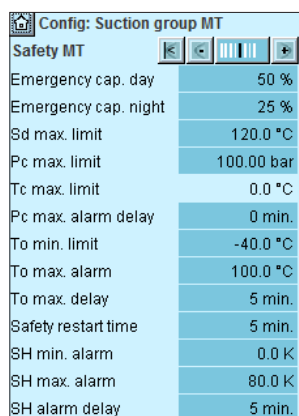 Config: Suction group MT
Safety MT
Emergency cap. day 50 %
Emergency cap. night 25 %
Sd max. limit 120.0 °C
Pc max. limit 100.00 bar
Tc max. limit 0.0 °C
Pc max. alarm delay 0 min.
To min. limit -40.0 °C
To max. alarm 100.0 °C
To max. delay 5 min.
Safety restart time 5 min.
SH min. alarm 0.0 K
SH max. alarm 80.0 K
SH alarm delay 5 min.